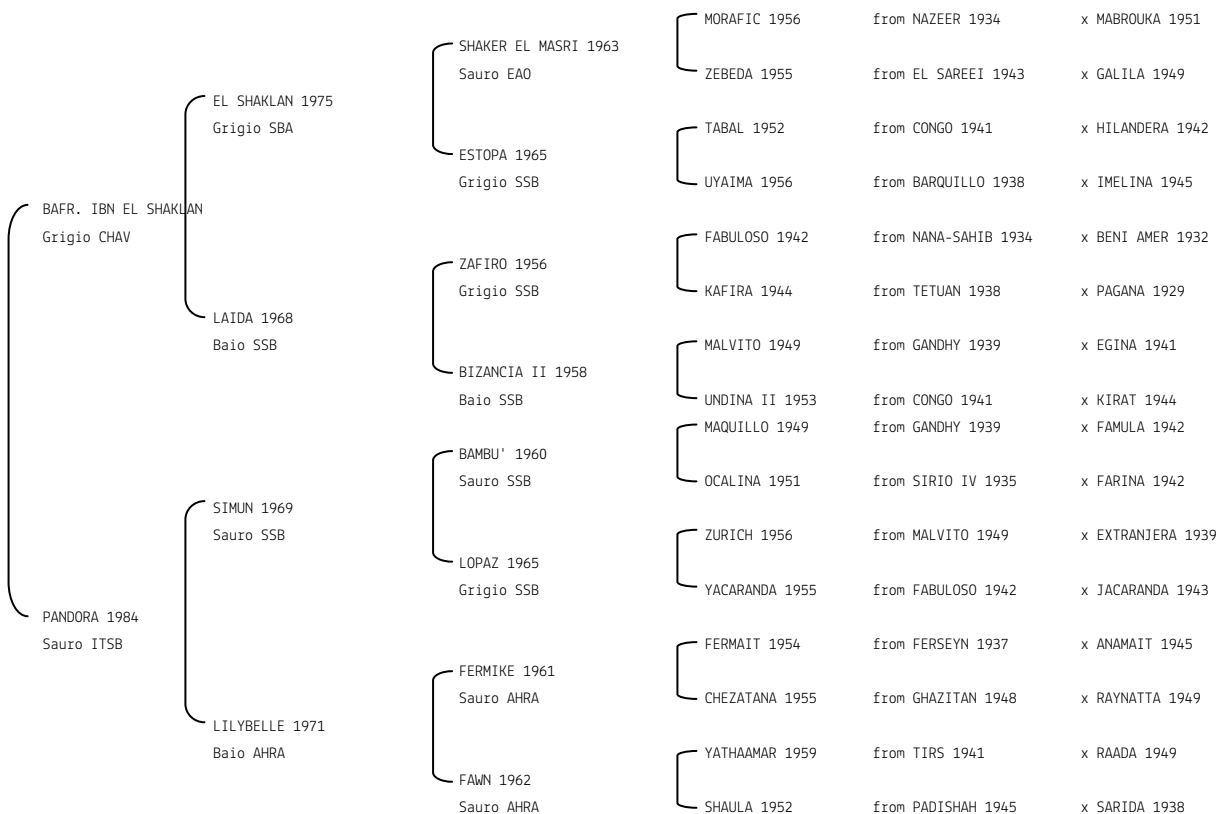 MORAFIC 1956 from NAZEER 1934 x MABROUKA 1951
SHAKER EL MASRI 1963
Sauro EAO ZEBEDA 1955 from EL SAREEI 1943 x GALILA 1949
EL SHAKLAN 1975
Grigio SBA TABAL 1952 from CONGO 1941 x HILANDERA 1942
ESTOPA 1965
Grigio SSB UYAIMA 1956 from BARQUILLO 1938 x IMELINA 1945
BAFR. IBN EL SHAKLAN
Grigio CHAV FABULOSO 1942 from NANA-SAHIB 1934 x BENI AMER 1932
ZAFIRO 1956
Grigio SSB KAFIRA 1944 from TETUAN 1938 x PAGANA 1929
LAIDA 1968
Baio SSB MALVITO 1949 from GANDHY 1939 x EGINA 1941
BIZANCIA II 1958
Baio SSB UNDINA II 1953 from CONGO 1941 x KIRAT 1944
MAQUILLO 1949 from GANDHY 1939 x FAMULA 1942
BAMBU' 1960
Sauro SSB OCALINA 1951 from SIRIO IV 1935 x FARINA 1942
SIMUN 1969
Sauro SSB ZURICH 1956 from MALVITO 1949 x EXTRANJERA 1939
LOPAZ 1965
Grigio SSB YACARANDA 1955 from FABULOSO 1942 x JACARANDA 1943
PANDORA 1984
Sauro ITSB FERMAIT 1954 from FERSEYN 1937 x ANAMAIT 1945
FERMIKE 1961
Sauro AHRA CHEZATANA 1955 from GHAZITAN 1948 x RAYNATTA 1949
LILYBELLE 1971
Baio AHRA YATHAAMAR 1959 from TIRS 1941 x RAADA 1949
FAWN 1962
Sauro AHRA SHAULA 1952 from PADISHAH 1945 x SARIDA 1938